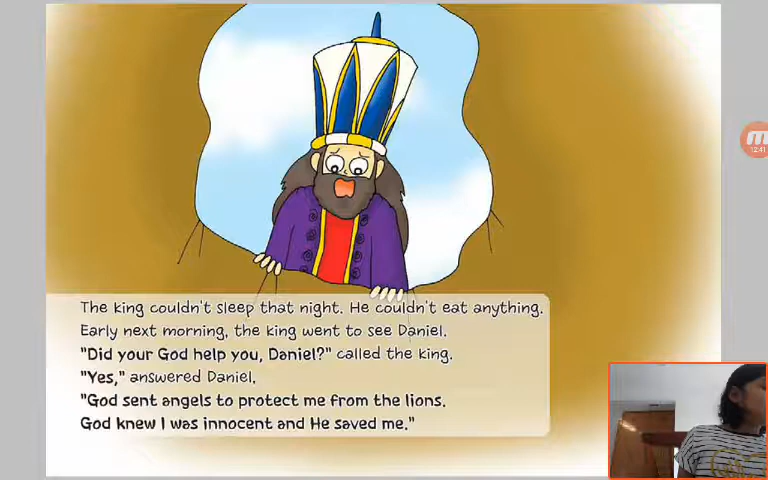 The king couldn't sleep that night. He couldn't eat anything.
Early next morning, the king went to see Daniel.
"Did your God help you, Daniel?" called the king.
"Yes," answered Daniel.
"God sent angels to protect me from the lions.
God knew I was innocent and He saved me."
12:41